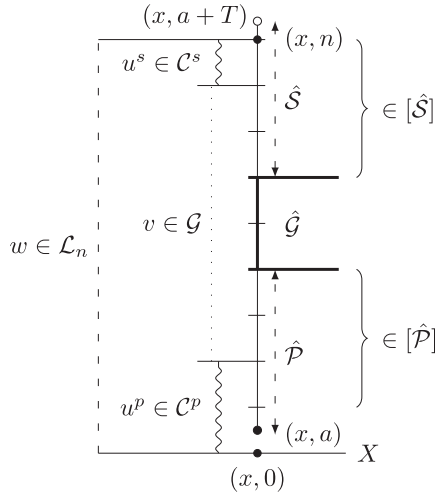 (x, a + T)
(x, n)
u^s ∈ 𝒞^s
𝒮̂
∈ [𝒮̂]
v ∈ 𝒢
𝒢̂
w ∈ ℒ_n
𝒫̂
∈ [𝒫̂]
u^p ∈ 𝒞^p
(x, a)
X
(x, 0)